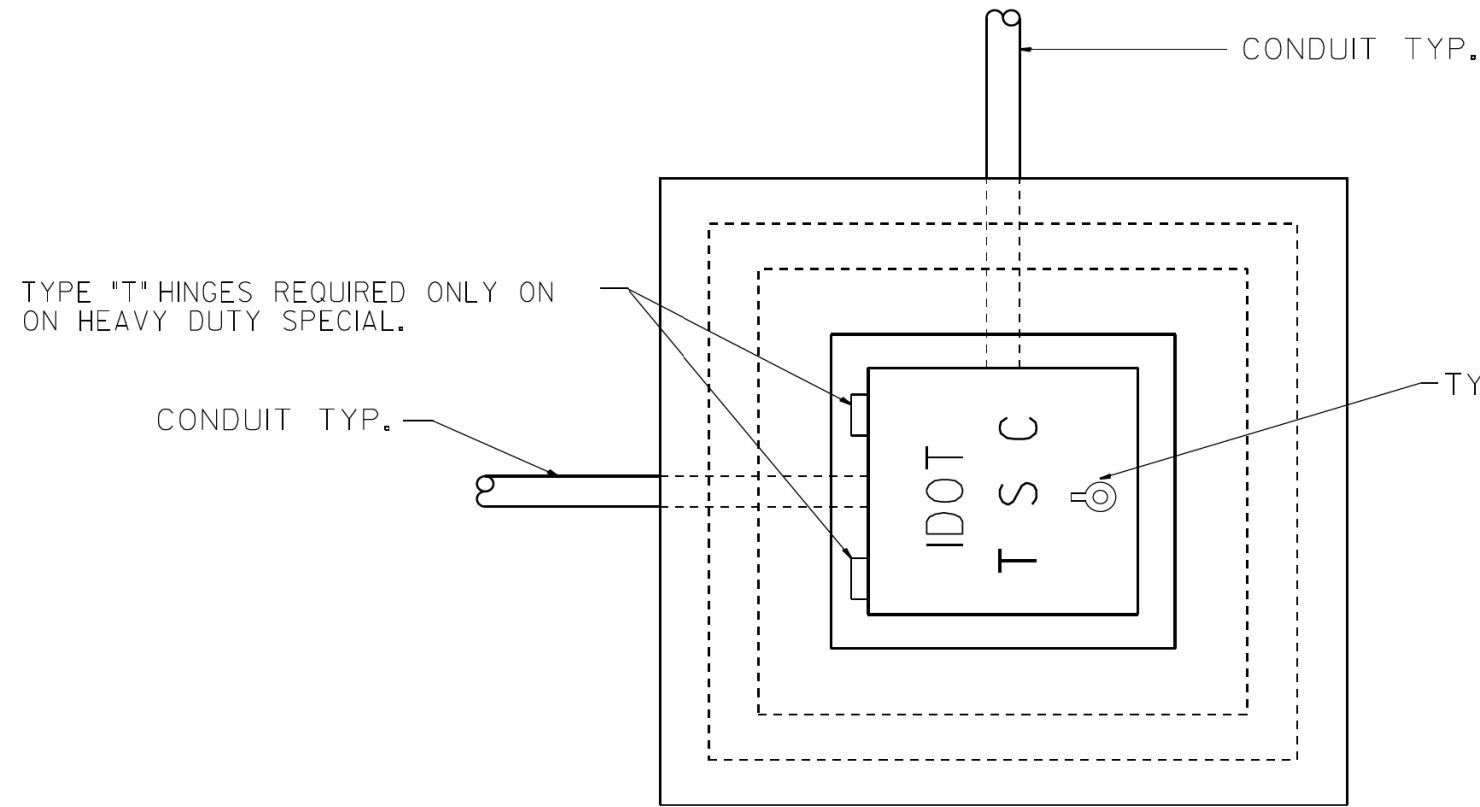 CONDUIT TYP.
TYPE "T" HINGES REQUIRED ONLY ON
ON HEAVY DUTY SPECIAL.
CONDUIT TYP.
IDOT
T S C